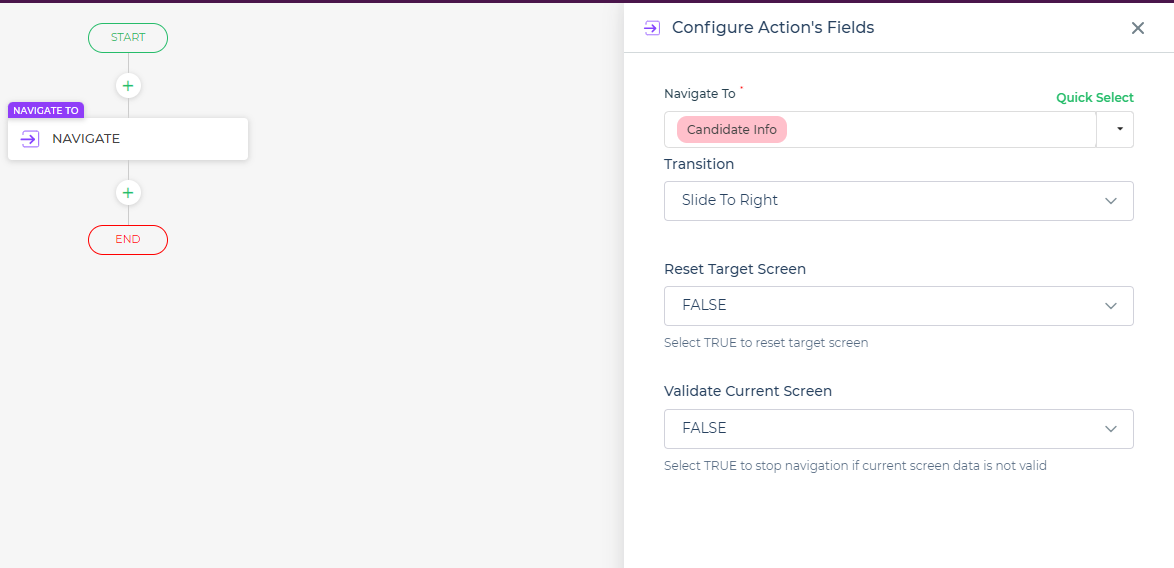 START
NAVIGATE TO
NAVIGATE
END
Configure Action's Fields
Navigate To *
Quick Select
Candidate Info
Transition
Slide To Right
Reset Target Screen
FALSE
Select TRUE to reset target screen
Validate Current Screen
FALSE
Select TRUE to stop navigation if current screen data is not valid